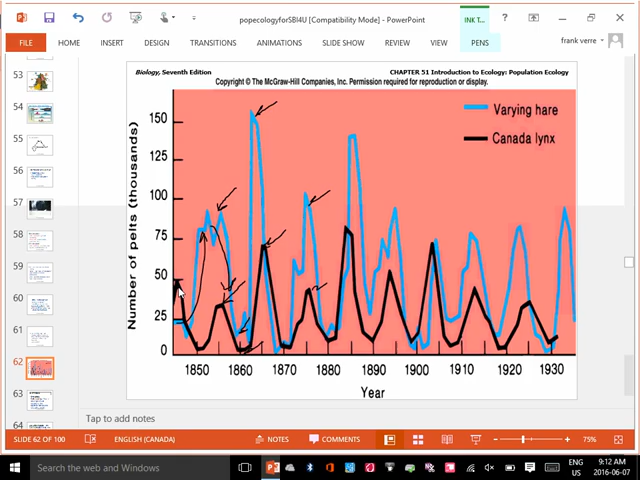 popecologyforSBI4U [Compatibility Mode] - PowerPoint
INK T...
FILE HOME INSERT DESIGN TRANSITIONS ANIMATIONS SLIDE SHOW REVIEW VIEW PENS frank verre
Biology, Seventh Edition CHAPTER 51 Introduction to Ecology: Population Ecology
Copyright © The McGraw-Hill Companies, Inc. Permission required for reproduction or display.
Number of pelts (thousands)
150
125
100
75
50
25
0
Varying hare
Canada lynx
1850 1860 1870 1880 1890 1900 1910 1920 1930
Year
53
54
55
56
57
58
59
60
61
62
63
64
Tap to add notes
SLIDE 62 OF 100 ENGLISH (CANADA) NOTES COMMENTS 75%
Search the web and Windows
ENG
US
9:12 AM
2016-06-07